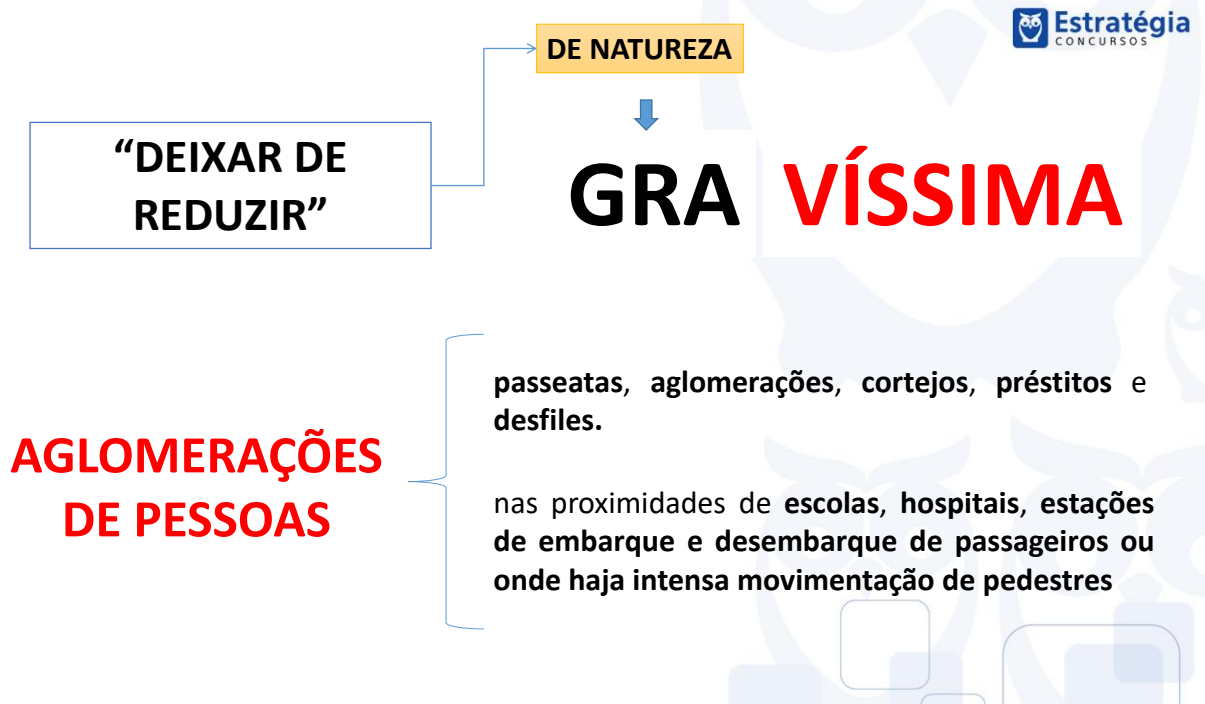 Estratégia
CONCURSOS
DE NATUREZA
“DEIXAR DE
REDUZIR”
GRA VÍSSIMA
AGLOMERAÇÕES
DE PESSOAS
passeatas, aglomerações, cortejos, préstitos e
desfiles.
nas proximidades de escolas, hospitais, estações
de embarque e desembarque de passageiros ou
onde haja intensa movimentação de pedestres